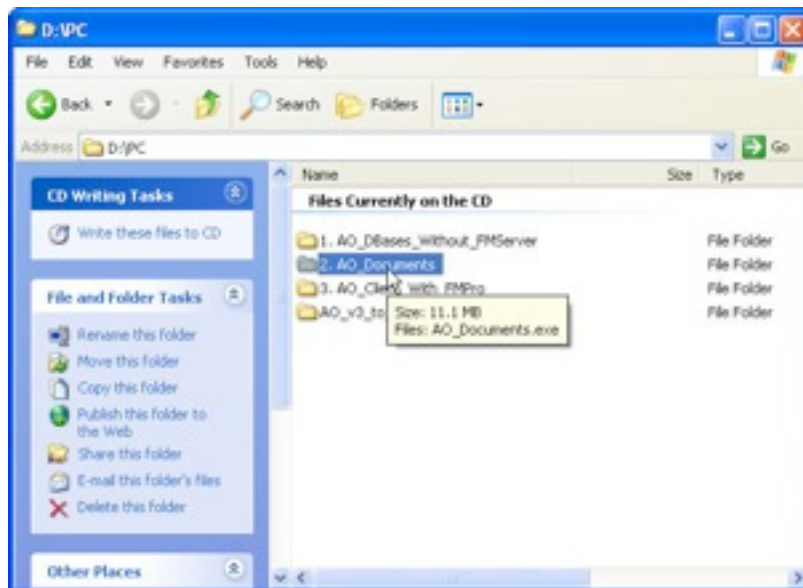 D:\PC
File Edit View Favorites Tools Help
Back Search Folders
Address D:\PC Go
Name Size Type
CD Writing Tasks
Write these files to CD
File and Folder Tasks
Rename this folder
Move this folder
Copy this folder
Publish this folder to
the Web
Share this folder
E-mail this folder's files
Delete this folder
Other Places
Files Currently on the CD
1. AO_DBases_Without_FMServer File Folder
2. AO_Documents File Folder
3. AO_Client_With_FMPro File Folder
AO_v3_to File Folder
Size: 11.1 MB
Files: AO_Documents.exe